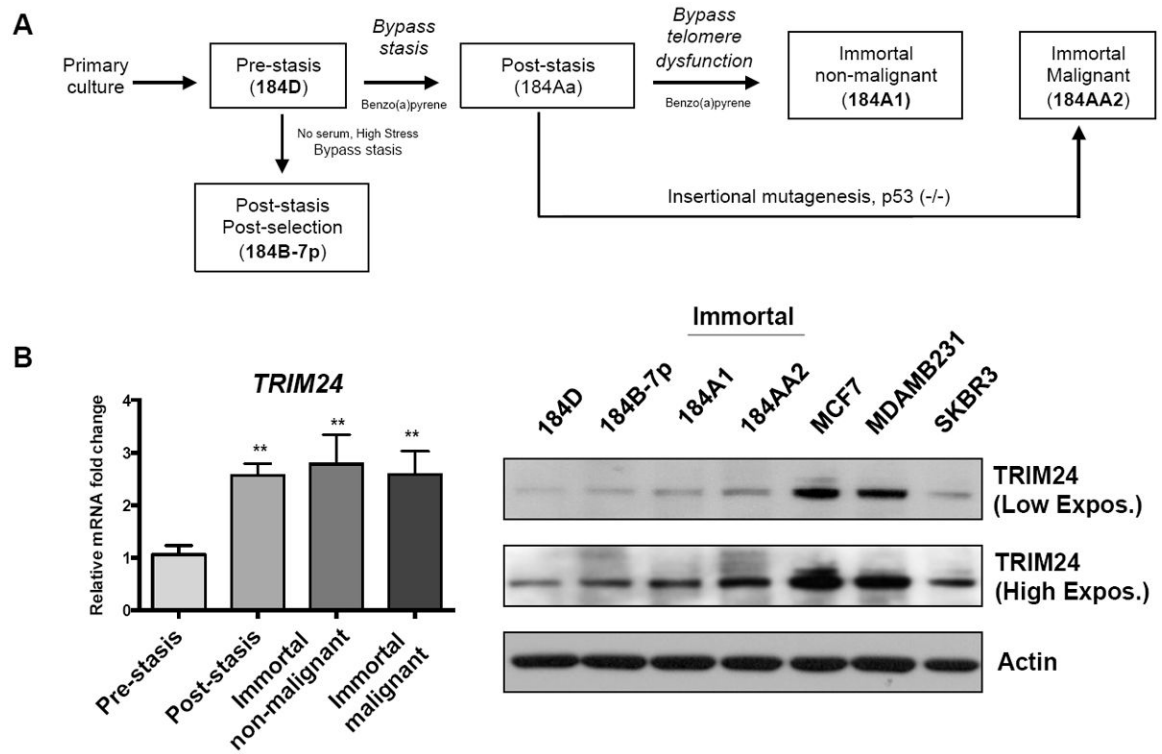 A
Primary
culture
Pre-stasis
(184D)
Bypass
stasis
Benzo(a)pyrene
Post-stasis
(184Aa)
Bypass
telomere
dysfunction
Benzo(a)pyrene
Immortal
non-malignant
(184A1)
Immortal
Malignant
(184AA2)
No serum, High Stress
Bypass stasis
Post-stasis
Post-selection
(184B-7p)
Insertional mutagenesis, p53 (-/-)
B
TRIM24
Relative mRNA fold change
4
3
2
1
0
**
**
**
Pre-stasis
Post-stasis
Immortal
non-malignant
Immortal
malignant
Immortal
184D
184B-7p
184A1
184AA2
MCF7
MDAMB231
SKBR3
TRIM24
(Low Expos.)
TRIM24
(High Expos.)
Actin